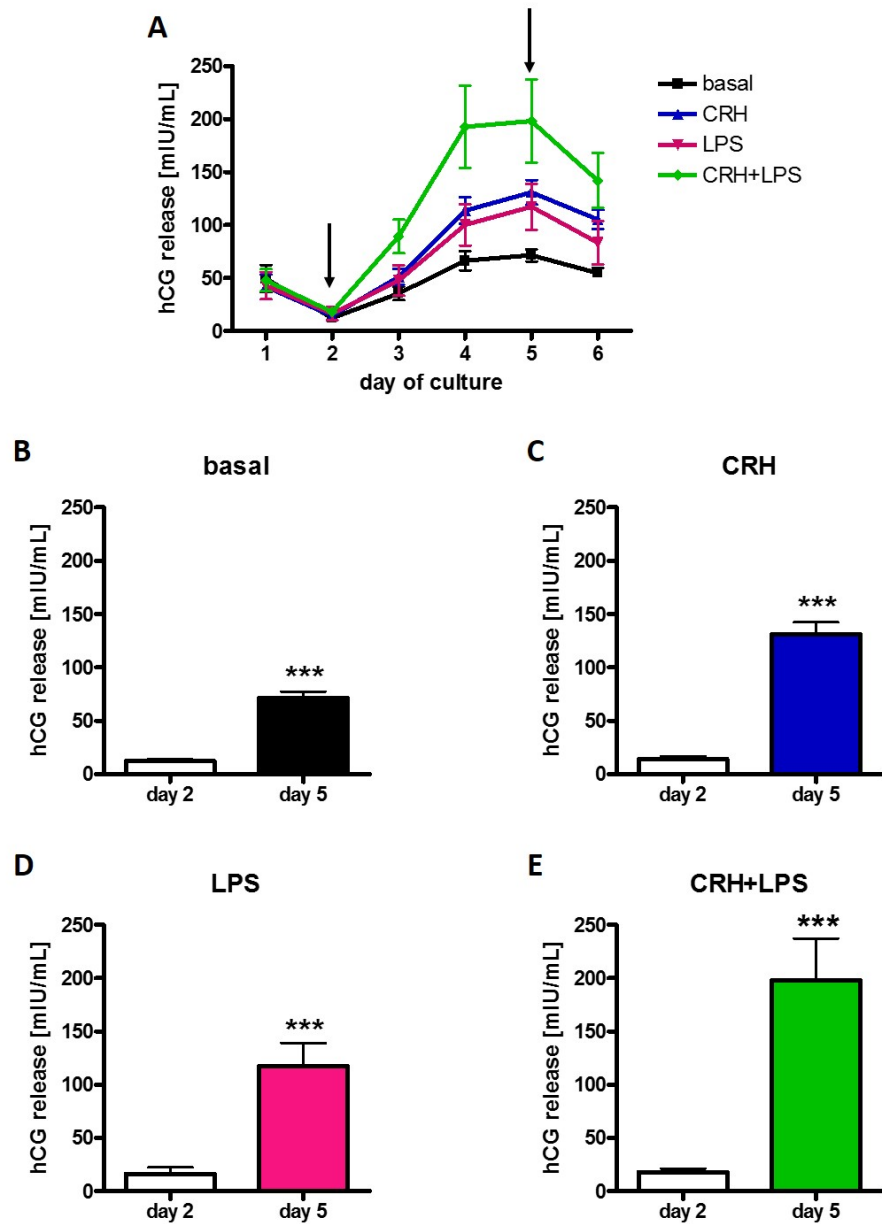 A
hCG release [mIU/mL]
250
200
150
100
50
0
1 2 3 4 5 6
day of culture
basal
CRH
LPS
CRH+LPS
B
basal
hCG release [mIU/mL]
250
200
150
100
50
0
***
day 2 day 5
C
CRH
hCG release [mIU/mL]
250
200
150
100
50
0
***
day 2 day 5
D
LPS
hCG release [mIU/mL]
250
200
150
100
50
0
***
day 2 day 5
E
CRH+LPS
hCG release [mIU/mL]
250
200
150
100
50
0
***
day 2 day 5